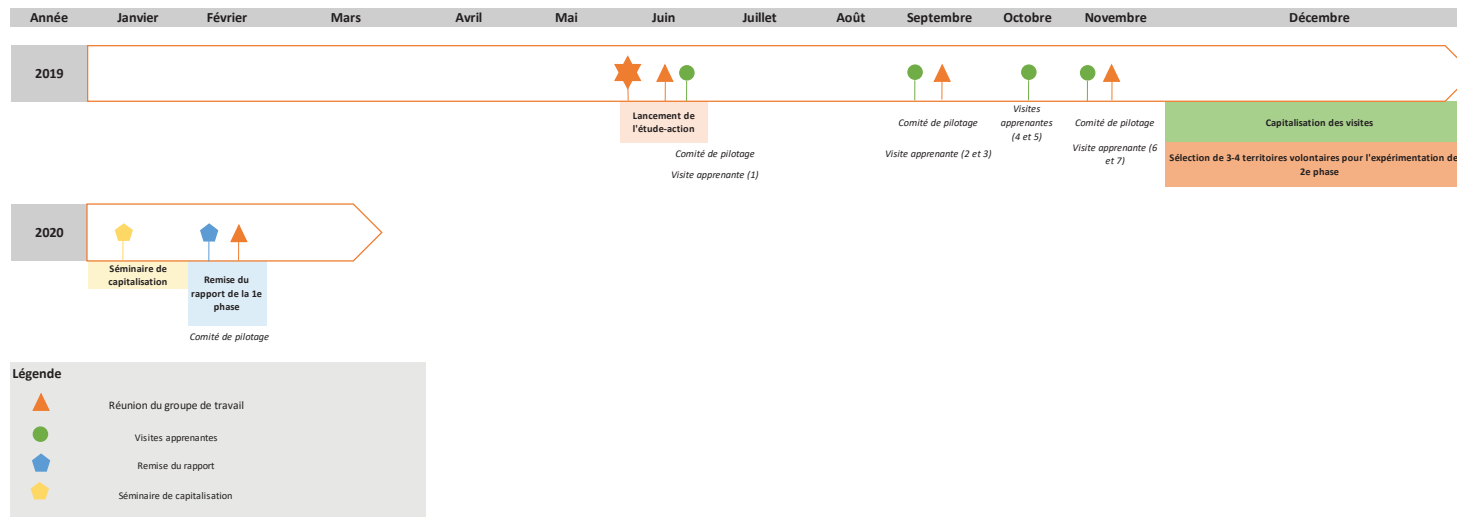 Année Janvier Février Mars Avril Mai Juin Juillet Août Septembre Octobre Novembre Décembre
2019
Lancement de
l'étude-action
Comité de pilotage
Visite apprenante (1)
Comité de pilotage
Visite apprenante (2 et 3)
Visites
apprenantes
(4 et 5)
Comité de pilotage
Visite apprenante (6
et 7)
Capitalisation des visites
Sélection de 3-4 territoires volontaires pour l'expérimentation de
2e phase
2020
Séminaire de
capitalisation
Remise du
rapport de la 1e
phase
Comité de pilotage
Légende
Réunion du groupe de travail
Visites apprenantes
Remise du rapport
Séminaire de capitalisation